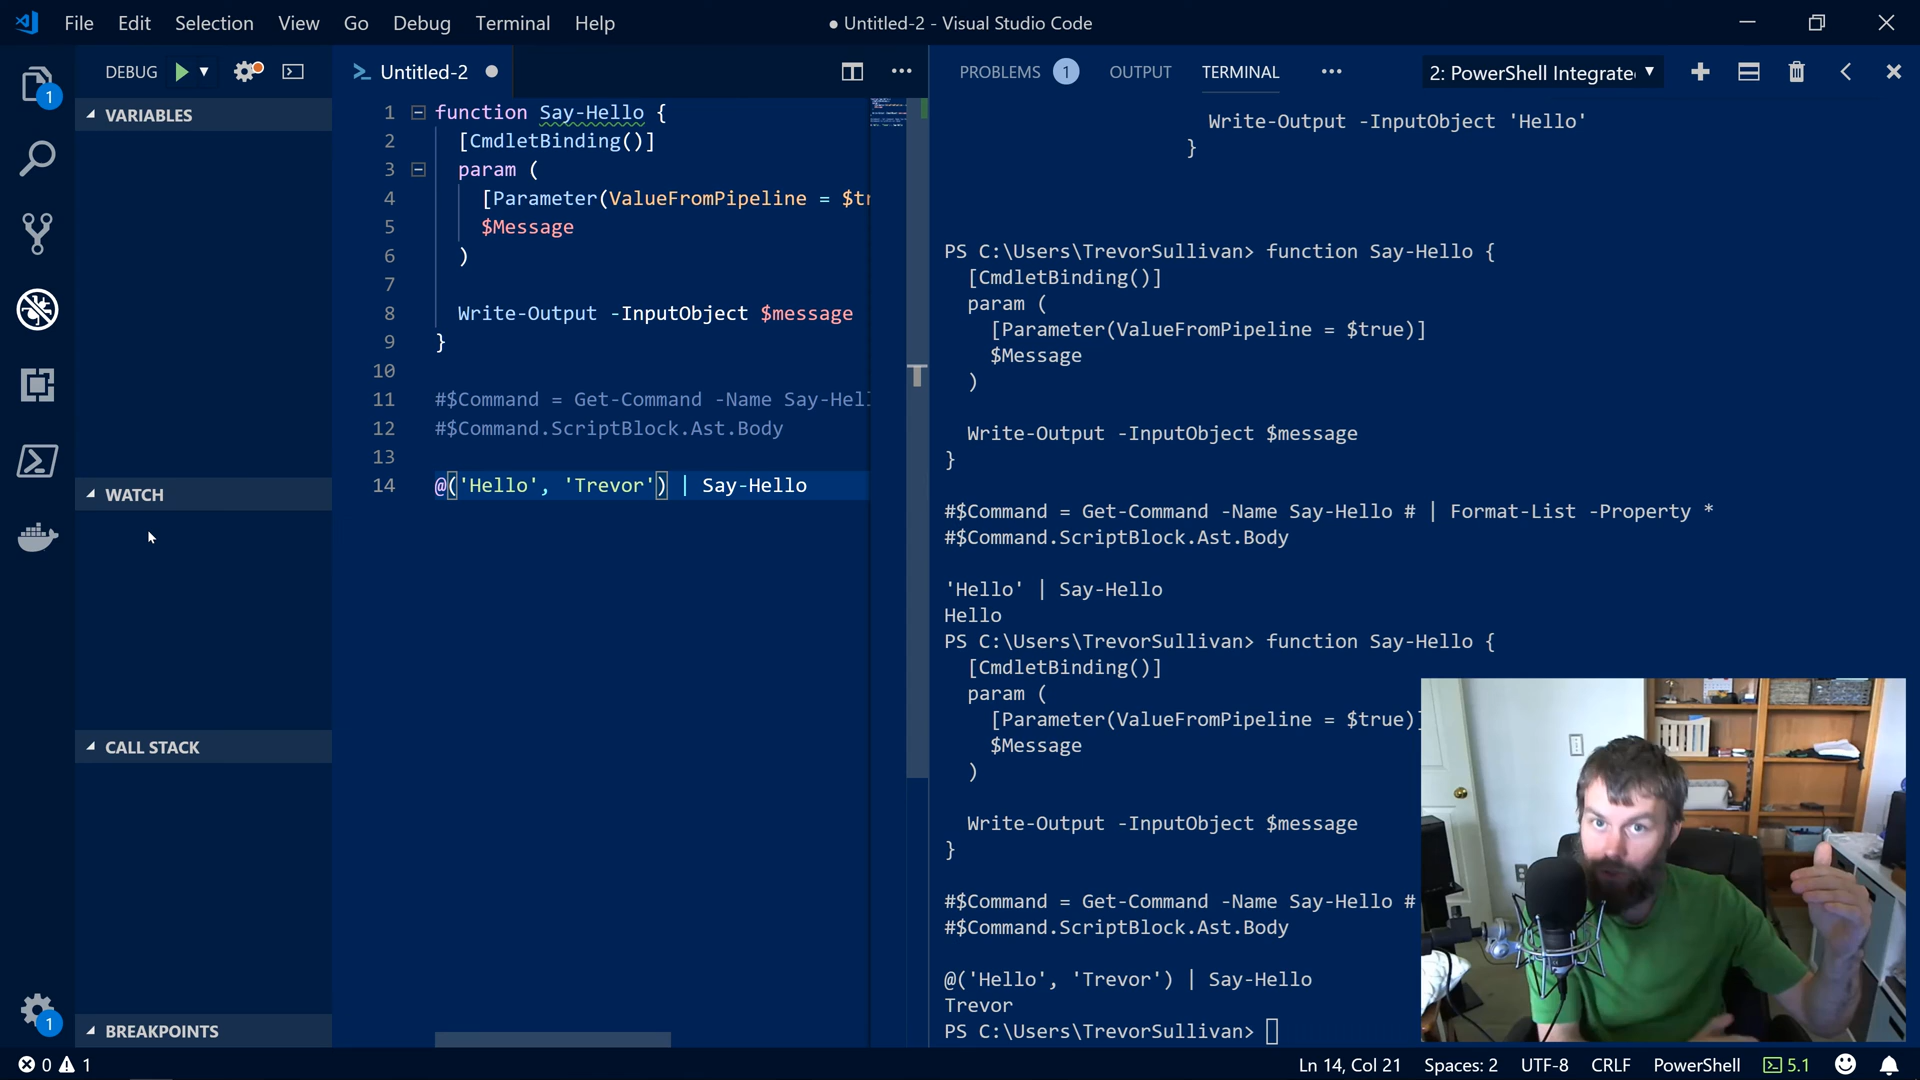 File Edit Selection View Go Debug Terminal Help
● Untitled-2 - Visual Studio Code
DEBUG
Untitled-2
PROBLEMS 1 OUTPUT TERMINAL ••• 2: PowerShell Integrate
1
VARIABLES
WATCH
CALL STACK
BREAKPOINTS
1
1 function Say-Hello {
2 [CmdletBinding()]
3 param (
4 [Parameter(ValueFromPipeline = $tr
5 $Message
6 )
7
8 Write-Output -InputObject $message
9 }
10
11 #$Command = Get-Command -Name Say-Hel
12 #$Command.ScriptBlock.Ast.Body
13
14 @('Hello', 'Trevor') | Say-Hello
Write-Output -InputObject 'Hello'
}
PS C:\Users\TrevorSullivan> function Say-Hello {
[CmdletBinding()]
param (
[Parameter(ValueFromPipeline = $true)]
$Message
)
Write-Output -InputObject $message
}
#$Command = Get-Command -Name Say-Hello # | Format-List -Property *
#$Command.ScriptBlock.Ast.Body
'Hello' | Say-Hello
Hello
PS C:\Users\TrevorSullivan> function Say-Hello {
[CmdletBinding()]
param (
[Parameter(ValueFromPipeline = $true)]
$Message
)
Write-Output -InputObject $message
}
#$Command = Get-Command -Name Say-Hello #
#$Command.ScriptBlock.Ast.Body
@('Hello', 'Trevor') | Say-Hello
Trevor
PS C:\Users\TrevorSullivan>
0 1
Ln 14, Col 21 Spaces: 2 UTF-8 CRLF PowerShell 5.1